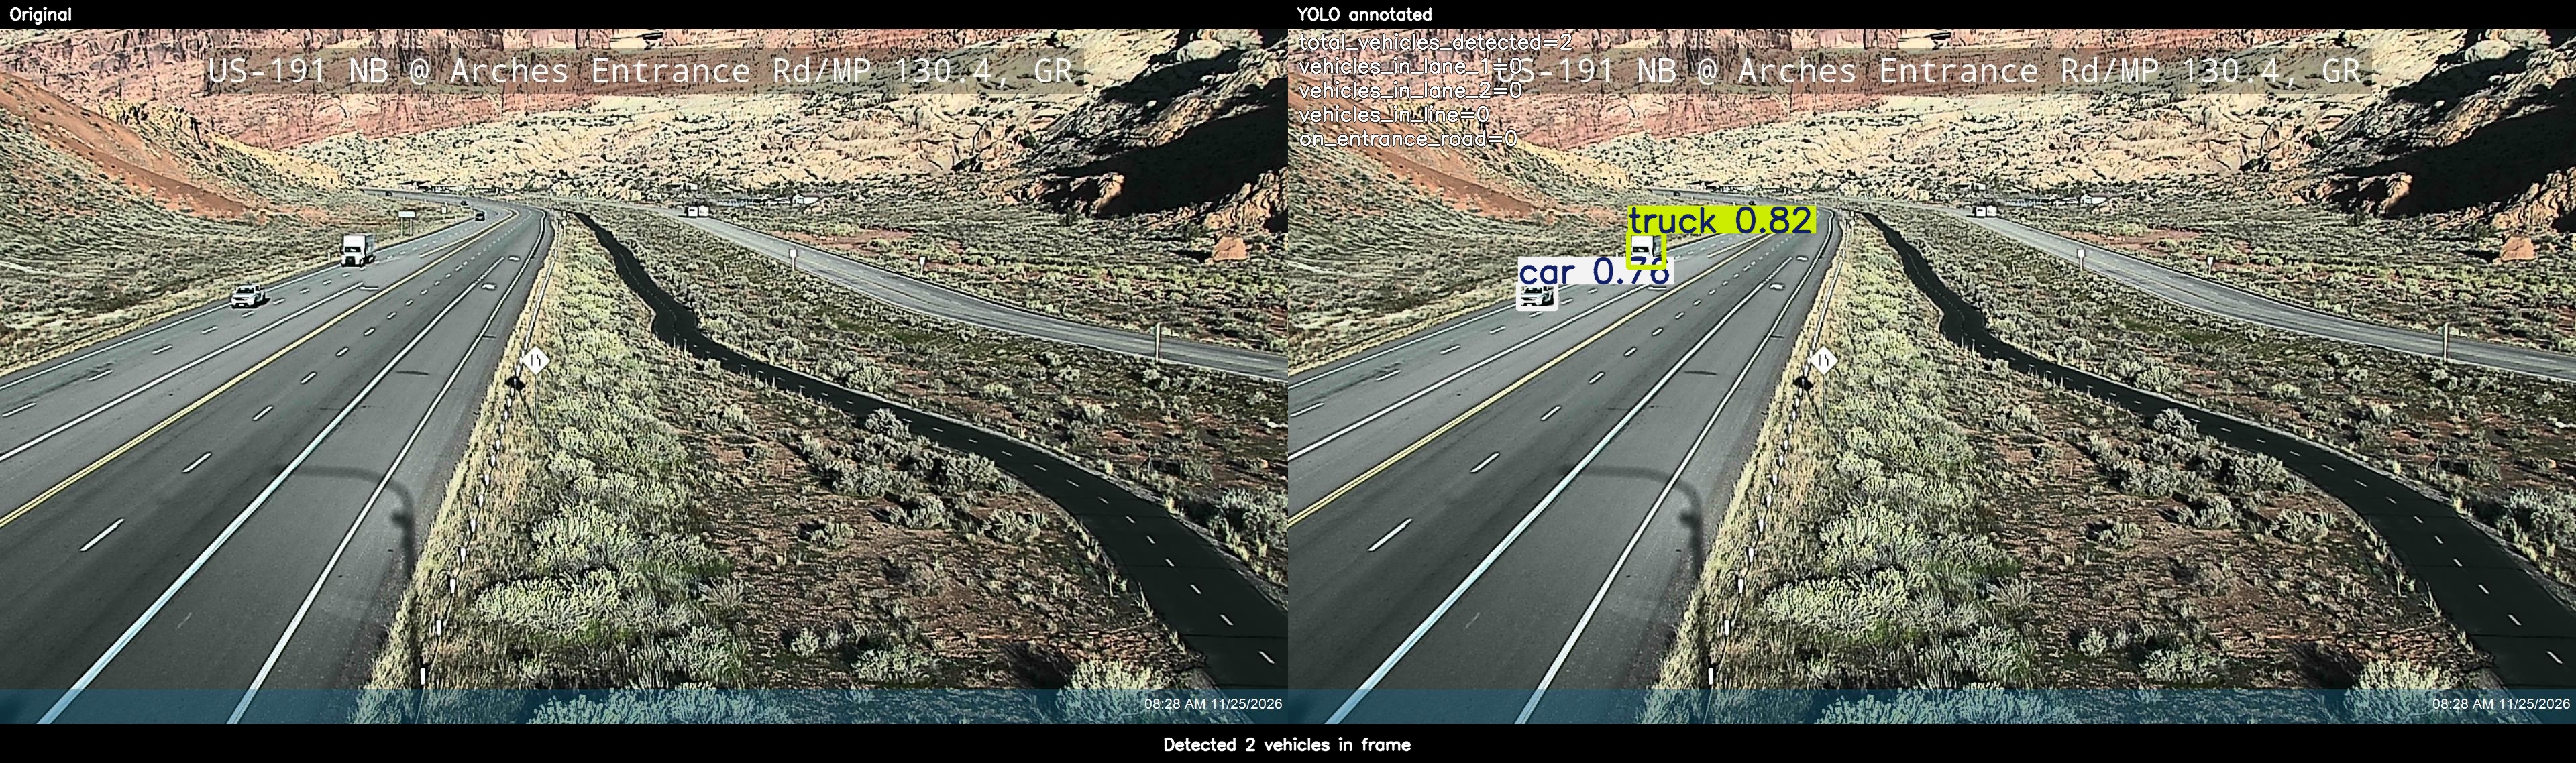 Original
US-191 NB @ Arches Entrance Rd/MP 130.4, GR
08:28 AM 11/25/2026
YOLO annotated
total_vehicles_detected=2
vehicles_in_lane_1=0
US-191 NB @ Arches Entrance Rd/MP 130.4, GR
vehicles_in_lane_2=0
vehicles_in_line=0
on_entrance_road=0
truck 0.82
car 0.76
08:28 AM 11/25/2026
Detected 2 vehicles in frame